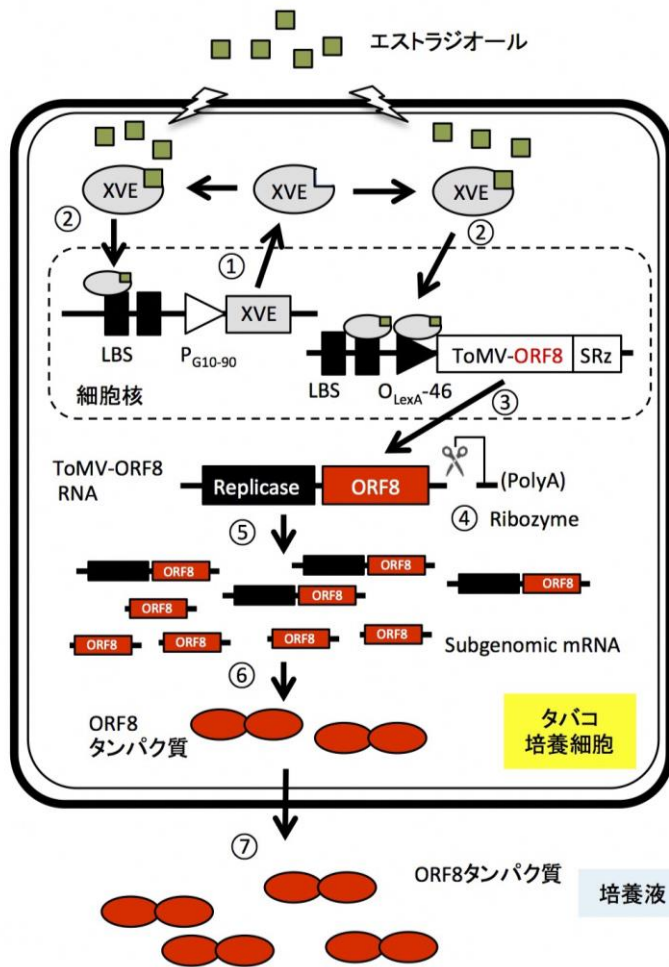 エストラジオール
XVE
XVE
XVE
②
①
②
LBS
P_G10-90
XVE
細胞核
LBS
O_LexA-46
ToMV-ORF8
SRz
③
ToMV-ORF8
RNA
Replicase
ORF8
(PolyA)
④ Ribozyme
⑤
ORF8
ORF8
ORF8
ORF8
ORF8
ORF8
ORF8
ORF8
ORF8
Subgenomic mRNA
⑥
ORF8
タンパク質
タバコ
培養細胞
⑦
ORF8タンパク質
培養液